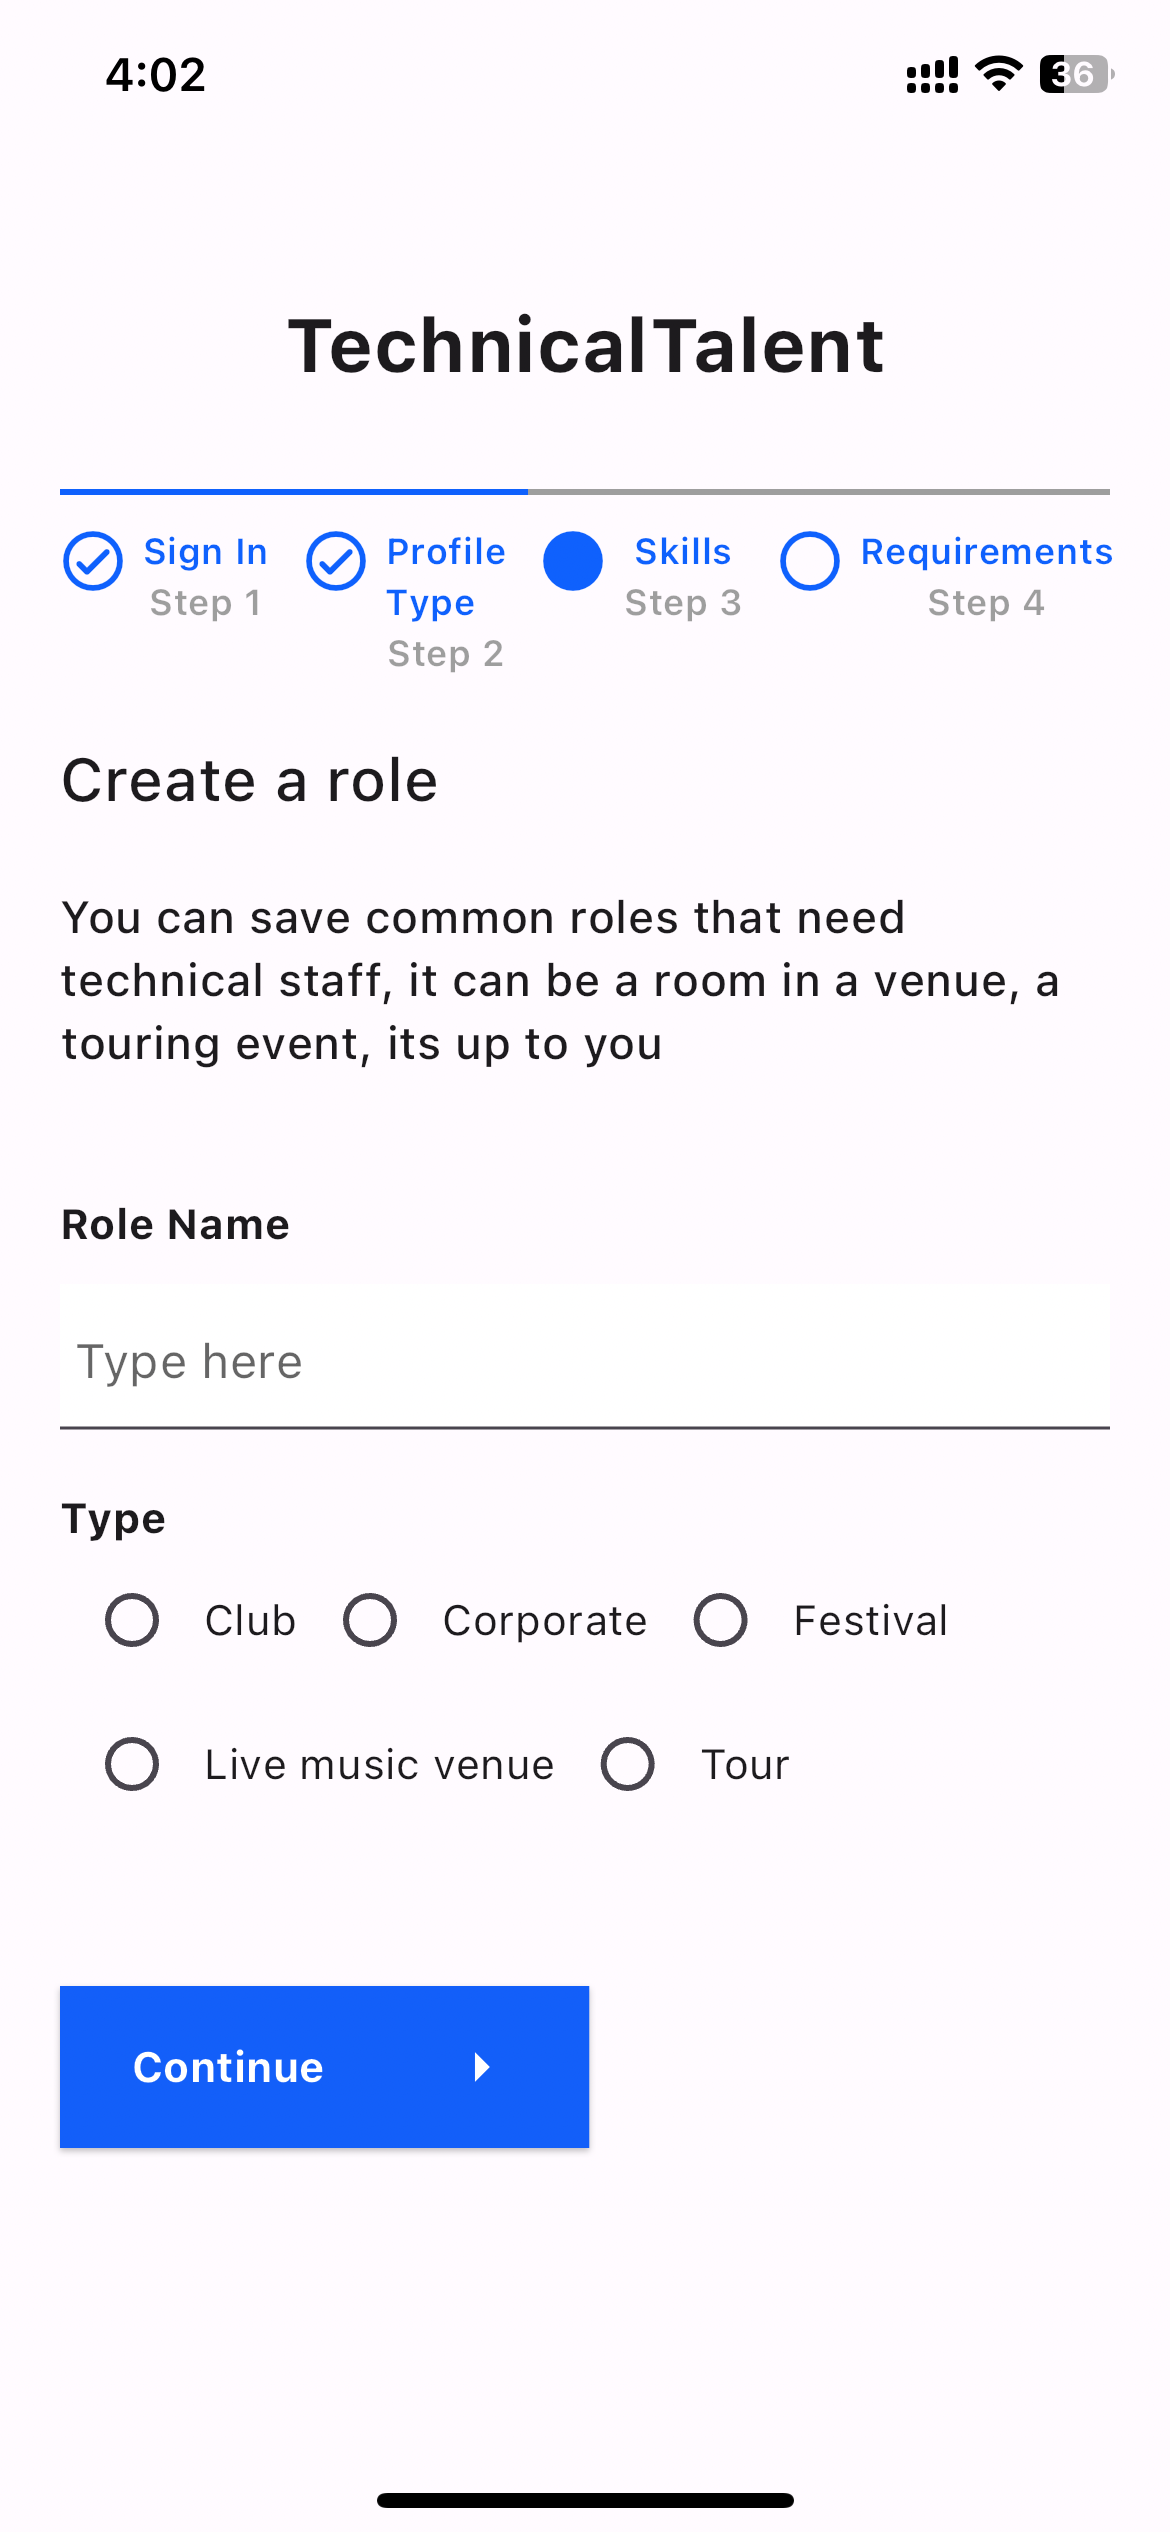 4:02
36
TechnicalTalent
Sign In
Step 1
Profile
Type
Step 2
Skills
Step 3
Requirements
Step 4
Create a role
You can save common roles that need
technical staff, it can be a room in a venue, a
touring event, its up to you
Role Name
Type here
Type
Club Corporate Festival
Live music venue Tour
Continue